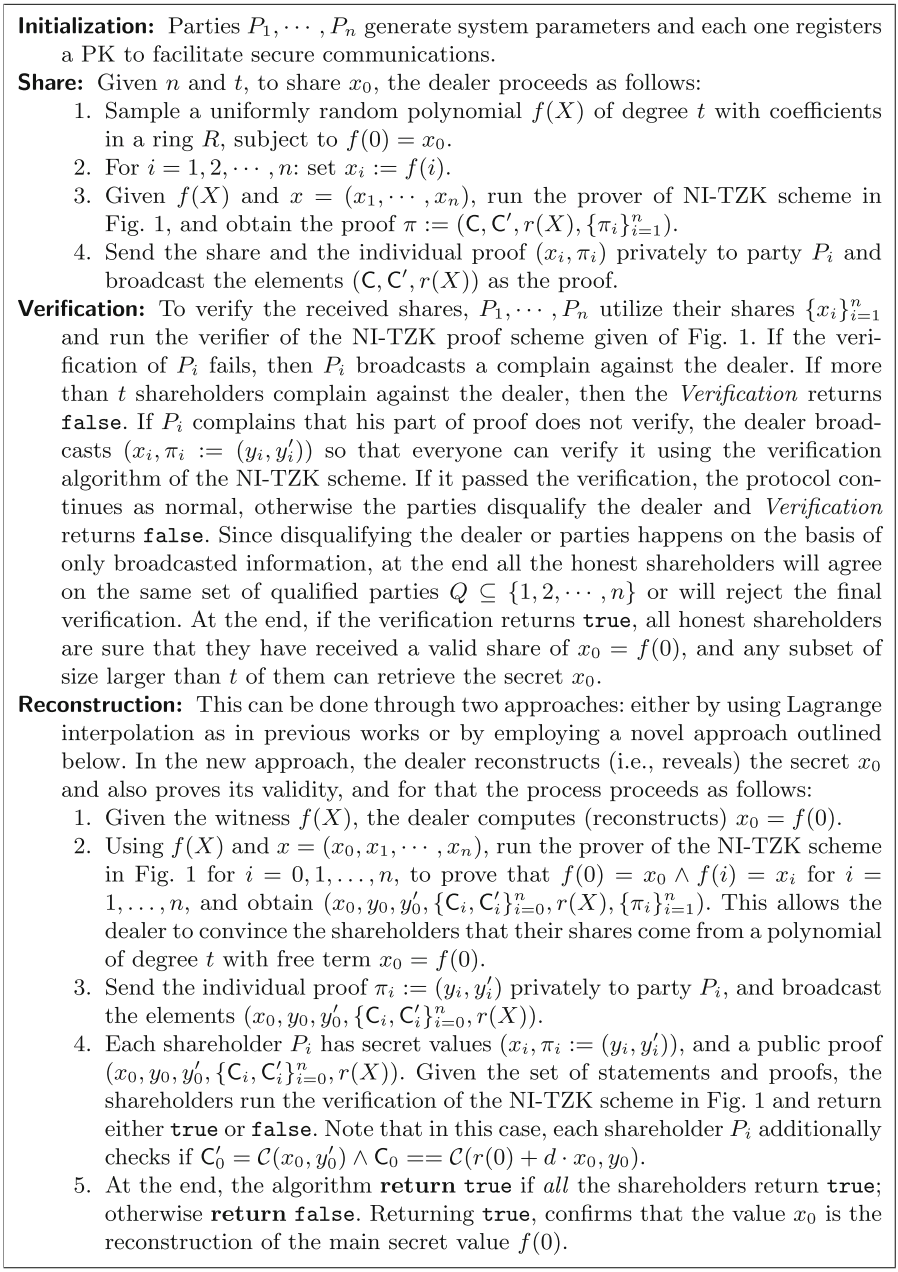 Initialization: Parties P₁, ⋯ , Pₙ generate system parameters and each one registers
a PK to facilitate secure communications.
Share: Given n and t, to share x₀, the dealer proceeds as follows:
1. Sample a uniformly random polynomial f(X) of degree t with coefficients
in a ring R, subject to f(0) = x₀.
2. For i = 1, 2, ⋯ , n: set xᵢ := f(i).
3. Given f(X) and x = (x₁, ⋯ , xₙ), run the prover of NI-TZK scheme in
Fig. 1, and obtain the proof π := (C, C′, r(X), {πᵢ}ⁿᵢ₌₁).
4. Send the share and the individual proof (xᵢ, πᵢ) privately to party Pᵢ and
broadcast the elements (C, C′, r(X)) as the proof.
Verification: To verify the received shares, P₁, ⋯ , Pₙ utilize their shares {xᵢ}ⁿᵢ₌₁
and run the verifier of the NI-TZK proof scheme given of Fig. 1. If the veri-
fication of Pᵢ fails, then Pᵢ broadcasts a complain against the dealer. If more
than t shareholders complain against the dealer, then the Verification returns
false. If Pᵢ complains that his part of proof does not verify, the dealer broad-
casts (xᵢ, πᵢ := (yᵢ, y′ᵢ)) so that everyone can verify it using the verification
algorithm of the NI-TZK scheme. If it passed the verification, the protocol con-
tinues as normal, otherwise the parties disqualify the dealer and Verification
returns false. Since disqualifying the dealer or parties happens on the basis of
only broadcasted information, at the end all the honest shareholders will agree
on the same set of qualified parties Q ⊆ {1, 2, ⋯ , n} or will reject the final
verification. At the end, if the verification returns true, all honest shareholders
are sure that they have received a valid share of x₀ = f(0), and any subset of
size larger than t of them can retrieve the secret x₀.
Reconstruction: This can be done through two approaches: either by using Lagrange
interpolation as in previous works or by employing a novel approach outlined
below. In the new approach, the dealer reconstructs (i.e., reveals) the secret x₀
and also proves its validity, and for that the process proceeds as follows:
1. Given the witness f(X), the dealer computes (reconstructs) x₀ = f(0).
2. Using f(X) and x = (x₀, x₁, ⋯ , xₙ), run the prover of the NI-TZK scheme
in Fig. 1 for i = 0, 1, . . . , n, to prove that f(0) = x₀ ∧ f(i) = xᵢ for i =
1, . . . , n, and obtain (x₀, y₀, y′₀, {Cᵢ, C′ᵢ}ⁿᵢ₌₀, r(X), {πᵢ}ⁿᵢ₌₁). This allows the
dealer to convince the shareholders that their shares come from a polynomial
of degree t with free term x₀ = f(0).
3. Send the individual proof πᵢ := (yᵢ, y′ᵢ) privately to party Pᵢ, and broadcast
the elements (x₀, y₀, y′₀, {Cᵢ, C′ᵢ}ⁿᵢ₌₀, r(X)).
4. Each shareholder Pᵢ has secret values (xᵢ, πᵢ := (yᵢ, y′ᵢ)), and a public proof
(x₀, y₀, y′₀, {Cᵢ, C′ᵢ}ⁿᵢ₌₀, r(X)). Given the set of statements and proofs, the
shareholders run the verification of the NI-TZK scheme in Fig. 1 and return
either true or false. Note that in this case, each shareholder Pᵢ additionally
checks if C′₀ = 𝒞(x₀, y′₀) ∧ C₀ == 𝒞(r(0) + d · x₀, y₀).
5. At the end, the algorithm return true if all the shareholders return true;
otherwise return false. Returning true, confirms that the value x₀ is the
reconstruction of the main secret value f(0).